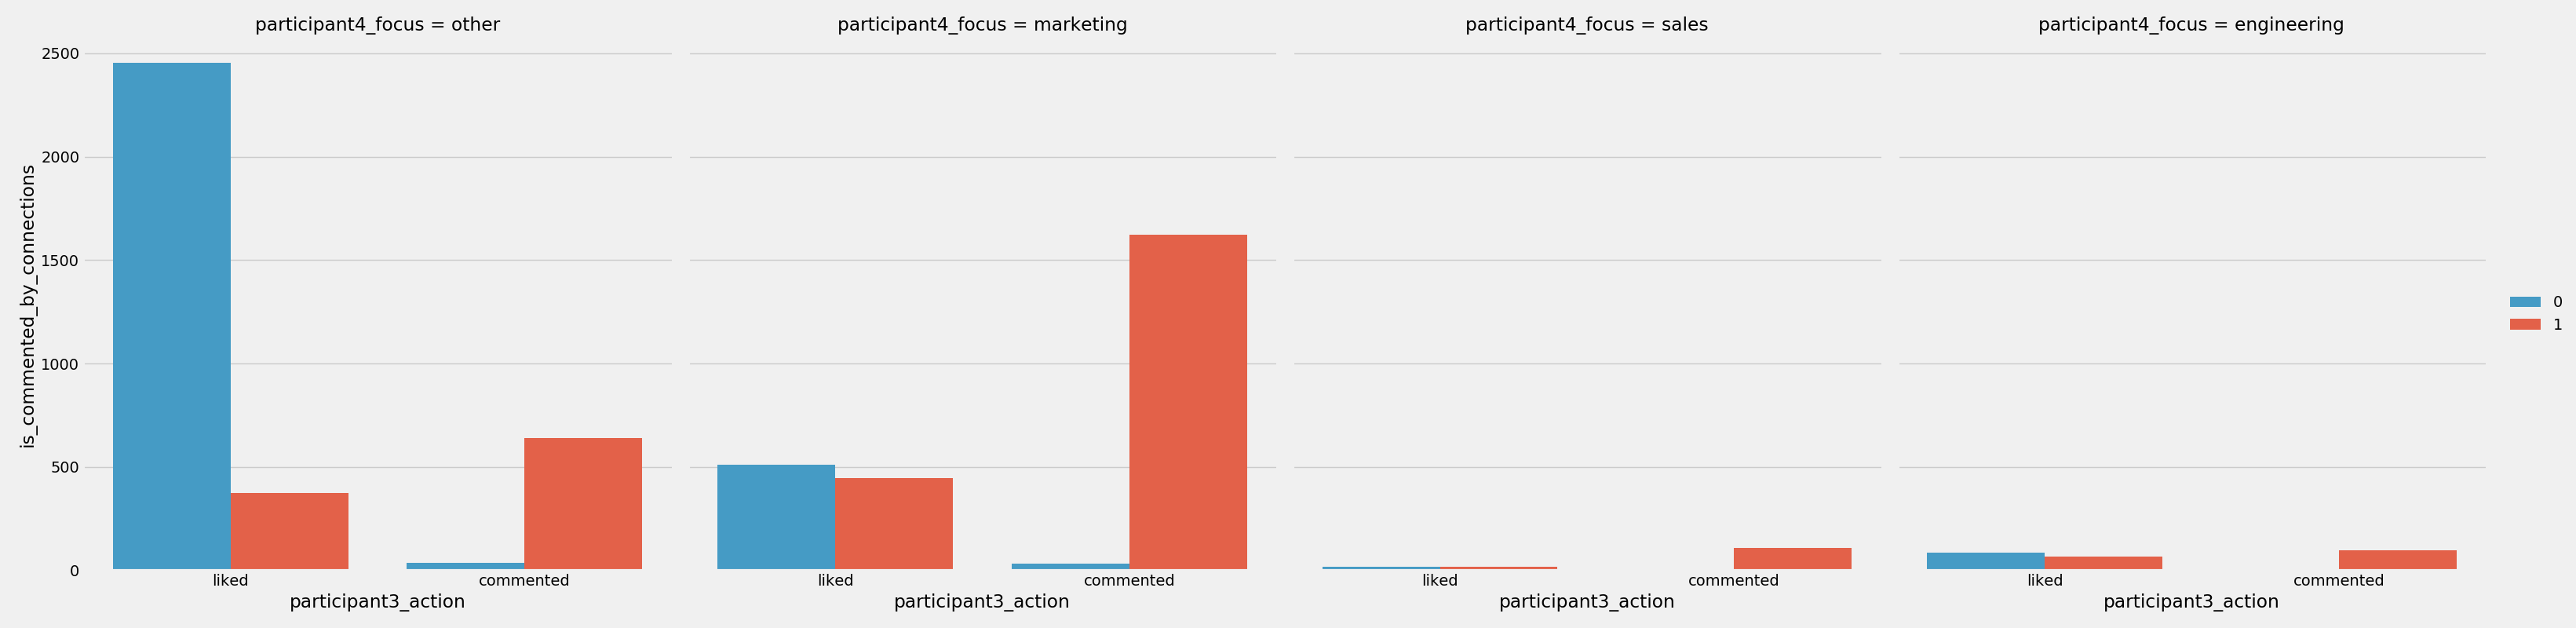 participant4_focus = other
participant4_focus = marketing
participant4_focus = sales
participant4_focus = engineering
is_commented_by_connections
2500
2000
1500
1000
500
0
liked
commented
liked
commented
liked
commented
liked
commented
participant3_action
participant3_action
participant3_action
participant3_action
0
1